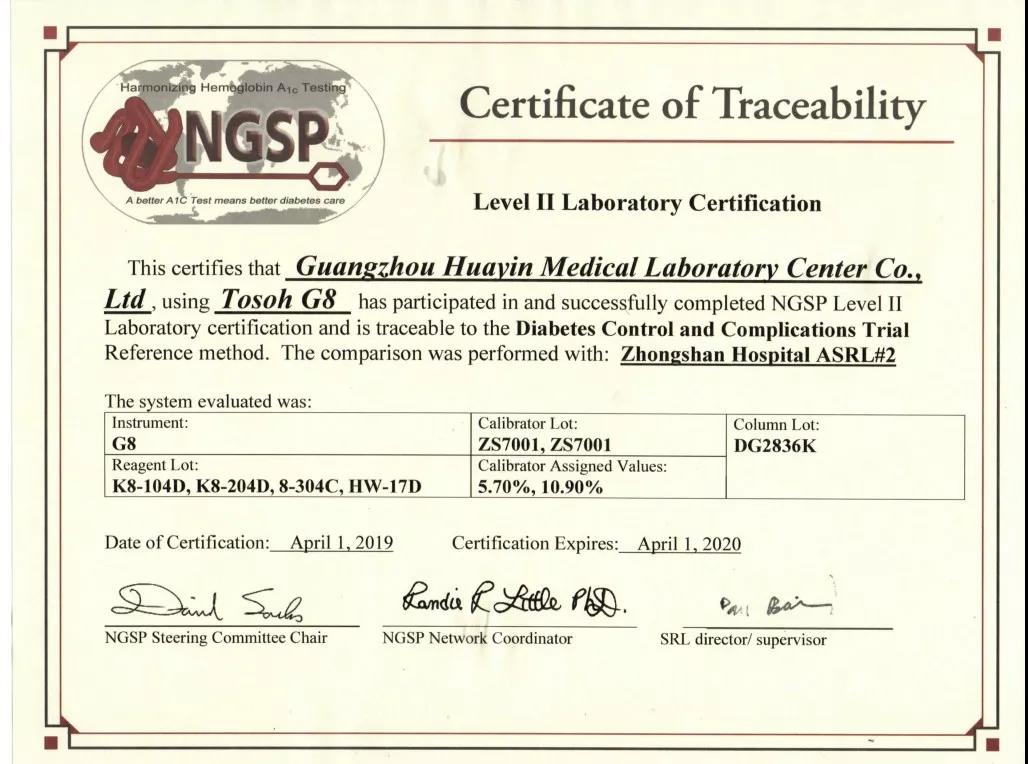 Harmonizing Hemoglobin A1c Testing
NGSP
A better A1C Test means better diabetes care
Certificate of Traceability
Level II Laboratory Certification
This certifies that Guangzhou Huayin Medical Laboratory Center Co.,
Ltd , using Tosoh G8 has participated in and successfully completed NGSP Level II
Laboratory certification and is traceable to the Diabetes Control and Complications Trial
Reference method. The comparison was performed with: Zhongshan Hospital ASRL#2
The system evaluated was:
Instrument:
G8
Calibrator Lot:
ZS7001, ZS7001
Column Lot:
DG2836K
Reagent Lot:
K8-104D, K8-204D, 8-304C, HW-17D
Calibrator Assigned Values:
5.70%, 10.90%
Date of Certification: April 1, 2019 Certification Expires: April 1, 2020
David Sacks
Randie R Little PhD.
NGSP Steering Committee Chair
NGSP Network Coordinator
SRL director/ supervisor